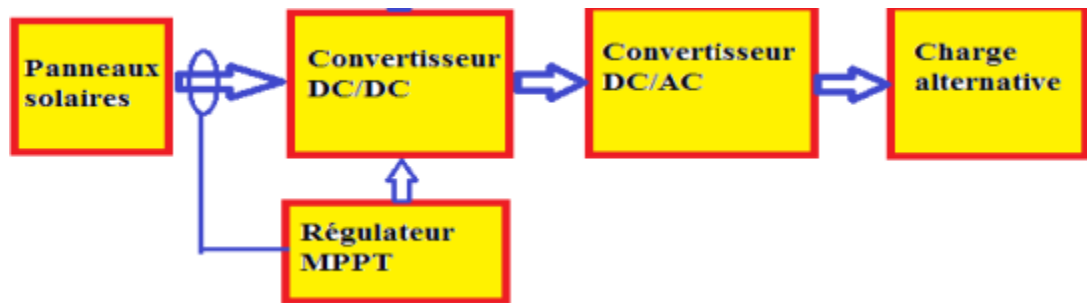 Panneaux
solaires
Convertisseur
DC/DC
Convertisseur
DC/AC
Charge
alternative
Régulateur
MPPT